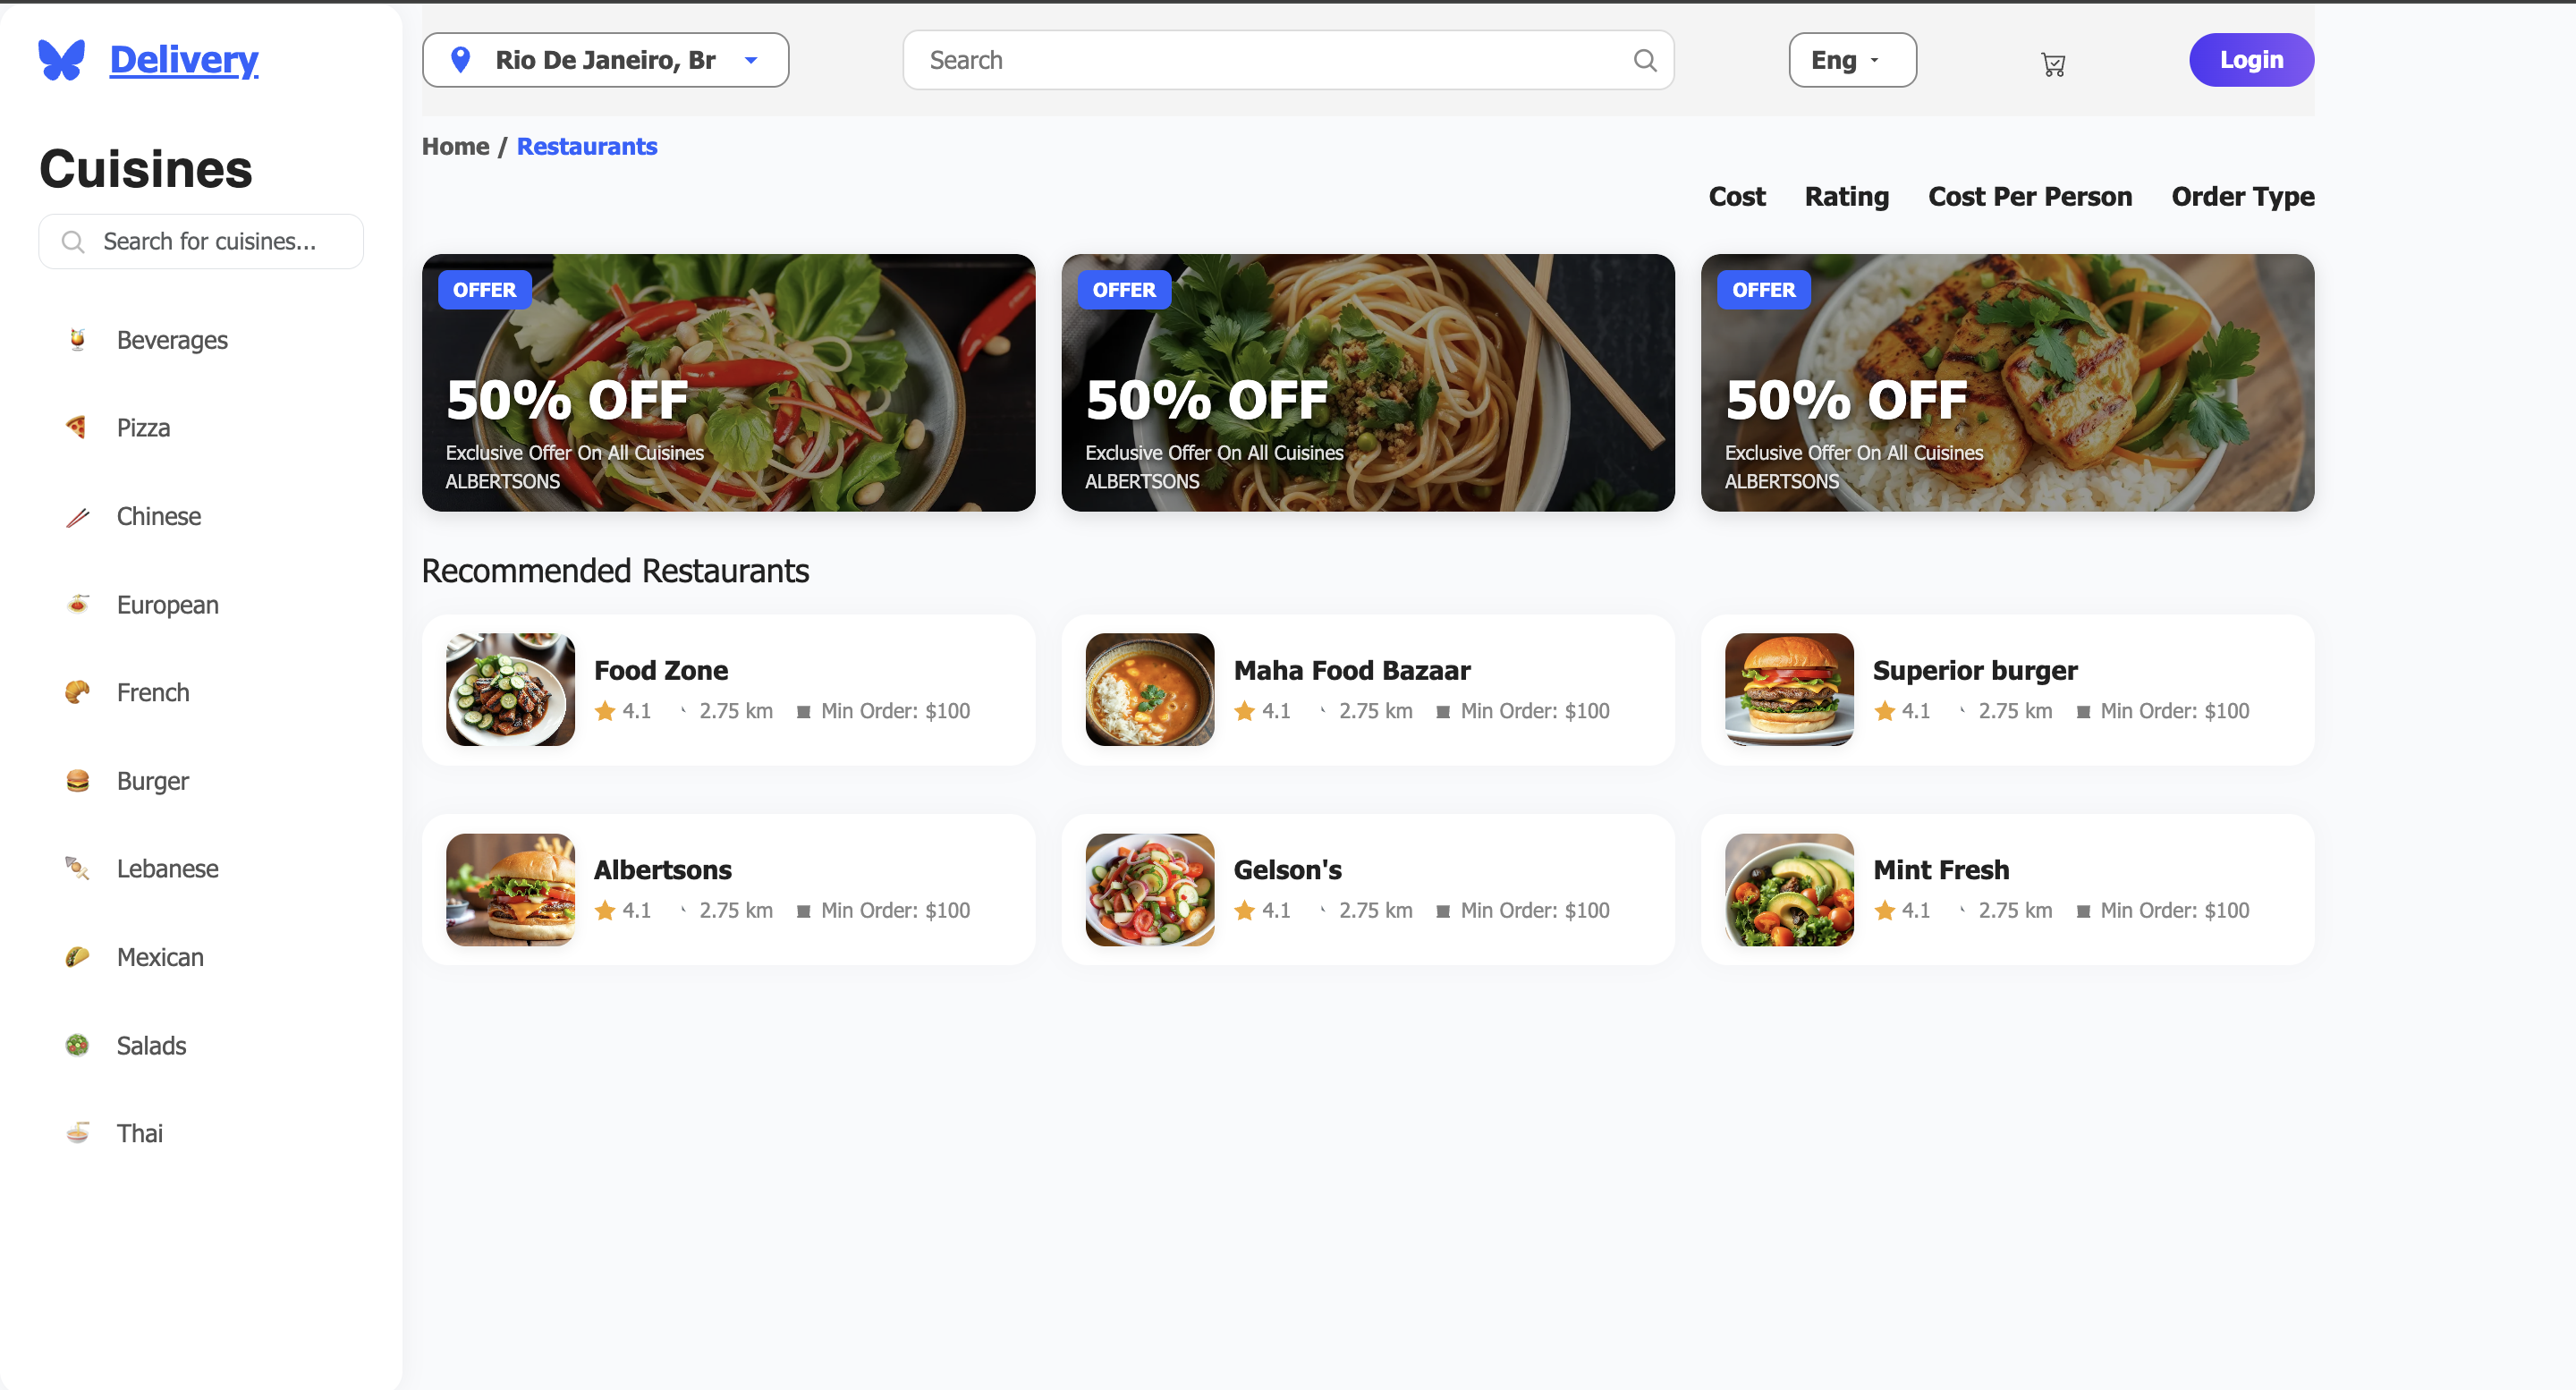 Delivery
Rio De Janeiro, Br
Search
Eng
Login
Home / Restaurants
Cuisines
Search for cuisines...
Beverages
Pizza
Chinese
European
French
Burger
Lebanese
Mexican
Salads
Thai
Cost Rating Cost Per Person Order Type
OFFER
50% OFF
Exclusive Offer On All Cuisines
ALBERTSONS
OFFER
50% OFF
Exclusive Offer On All Cuisines
ALBERTSONS
OFFER
50% OFF
Exclusive Offer On All Cuisines
ALBERTSONS
Recommended Restaurants
Food Zone
4.1 2.75 km Min Order: $100
Maha Food Bazaar
4.1 2.75 km Min Order: $100
Superior burger
4.1 2.75 km Min Order: $100
Albertsons
4.1 2.75 km Min Order: $100
Gelson's
4.1 2.75 km Min Order: $100
Mint Fresh
4.1 2.75 km Min Order: $100